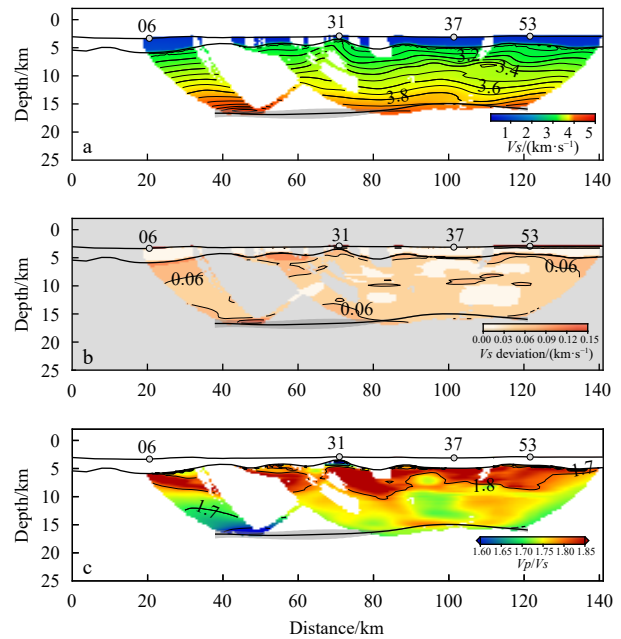 06 31 37 53
0
5
10
15
20
25
Depth/km
3.2
3.4
3.6
3.8
a
1 2 3 4 5
Vs/(km·s⁻¹)
0 20 40 60 80 100 120 140
06 31 37 53
0
5
10
15
20
25
Depth/km
0.06
0.06
0.06
b
0.00 0.03 0.06 0.09 0.12 0.15
Vs deviation/(km·s⁻¹)
0 20 40 60 80 100 120 140
06 31 37 53
0
5
10
15
20
25
Depth/km
1.7
1.8
1.7
c
1.60 1.65 1.70 1.75 1.80 1.85
Vp/Vs
0 20 40 60 80 100 120 140
Distance/km